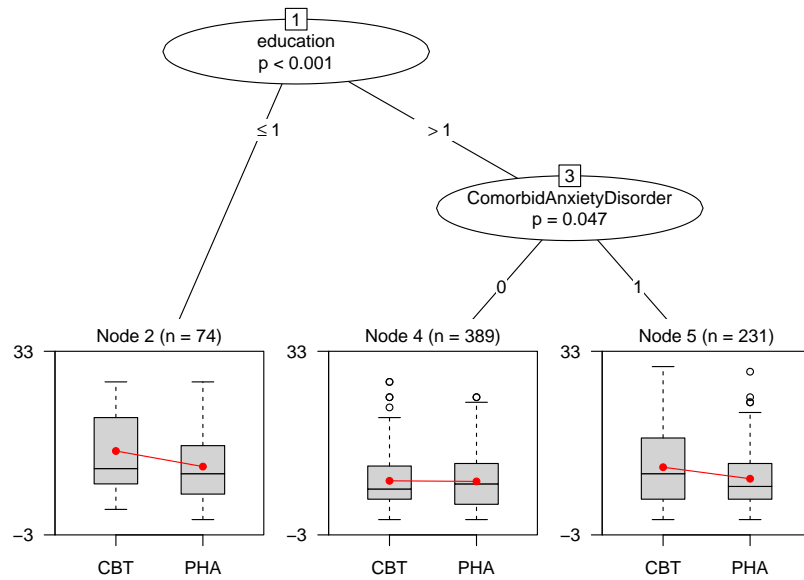 1
education
p < 0.001
≤ 1
> 1
3
ComorbidAnxietyDisorder
p = 0.047
0
1
Node 2 (n = 74)
Node 4 (n = 389)
Node 5 (n = 231)
33
−3
CBT
PHA
33
−3
CBT
PHA
33
−3
CBT
PHA